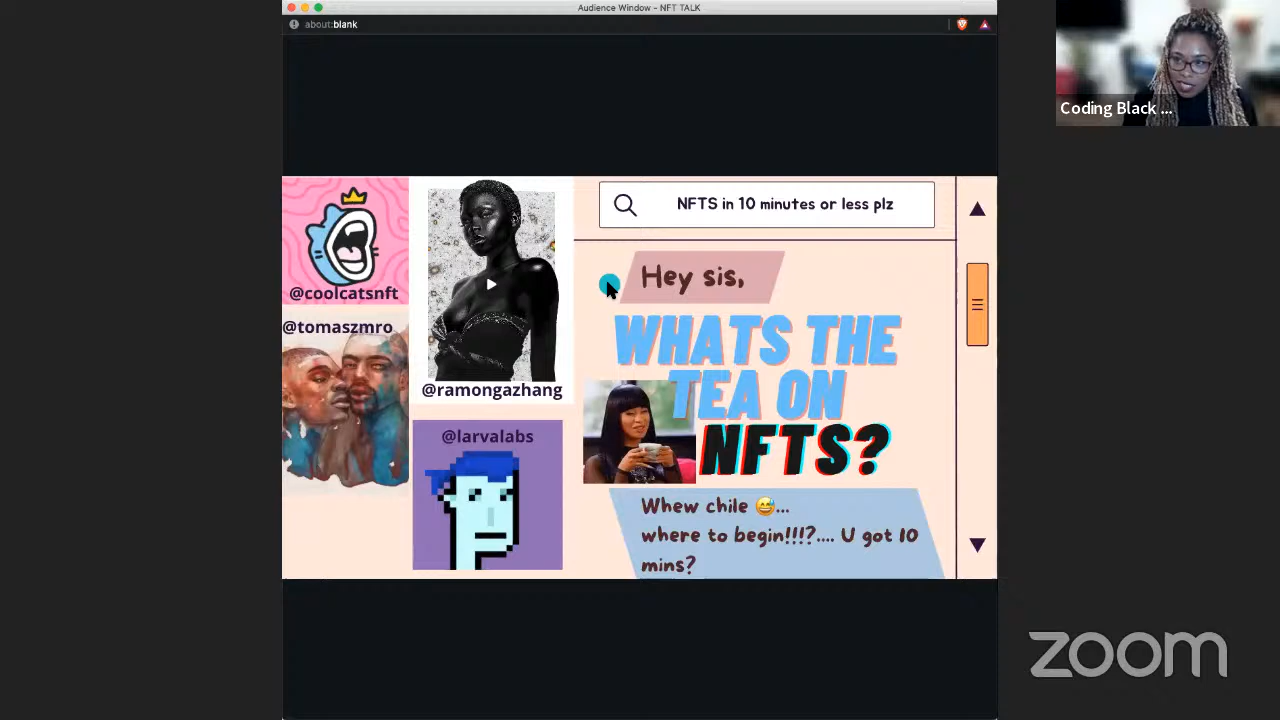 Audience Window - NFT TALK
about:blank
Coding Black ...
NFTS in 10 minutes or less plz
@coolcatsnft
@tomaszmro
@ramongazhang
@larvalabs
Hey sis,
WHATS THE
TEA ON
NFTS?
Whew chile 😅...
where to begin!!!?.... U got 10
mins?
zoom